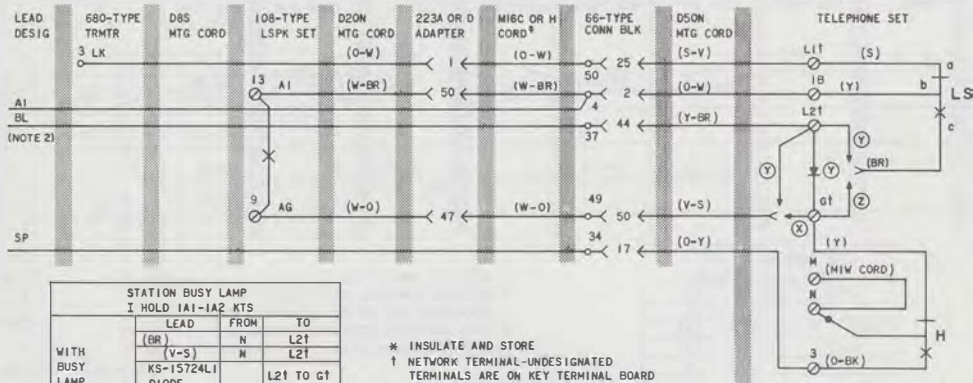 LEAD DESIG
680-TYPE TRMTR
D8S MTG CORD
108-TYPE LSPK SET
D20N MTG CORD
223A OR D ADAPTER
M16C OR H CORD*
66-TYPE CONN BLK
D50N MTG CORD
TELEPHONE SET
3 LK (O-W) 1 (O-W) 50 25 (S-V) L1† (S) a
13 A1 (W-BR) 50 (W-BR) 4 2 (O-W) 18 (Y) b LS
A1
BL 37 44 (Y-BR) L2† c
(NOTE 2)
Y Y Y (BR)
9 AG (W-O) 47 (W-O) 49 50 (V-S) X G† Z
SP 34 17 (O-Y) (Y)
M (MIW CORD)
N
H
3 (O-BK)
STATION BUSY LAMP
I HOLD 1A1-1A2 KTS
LEAD FROM TO
WITH BUSY LAMP
(BR) N L2†
(V-S) N L2†
KS-15724L1 DIODE L2† TO G†
* INSULATE AND STORE
† NETWORK TERMINAL-UNDESIGNATED
TERMINALS ARE ON KEY TERMINAL BOARD